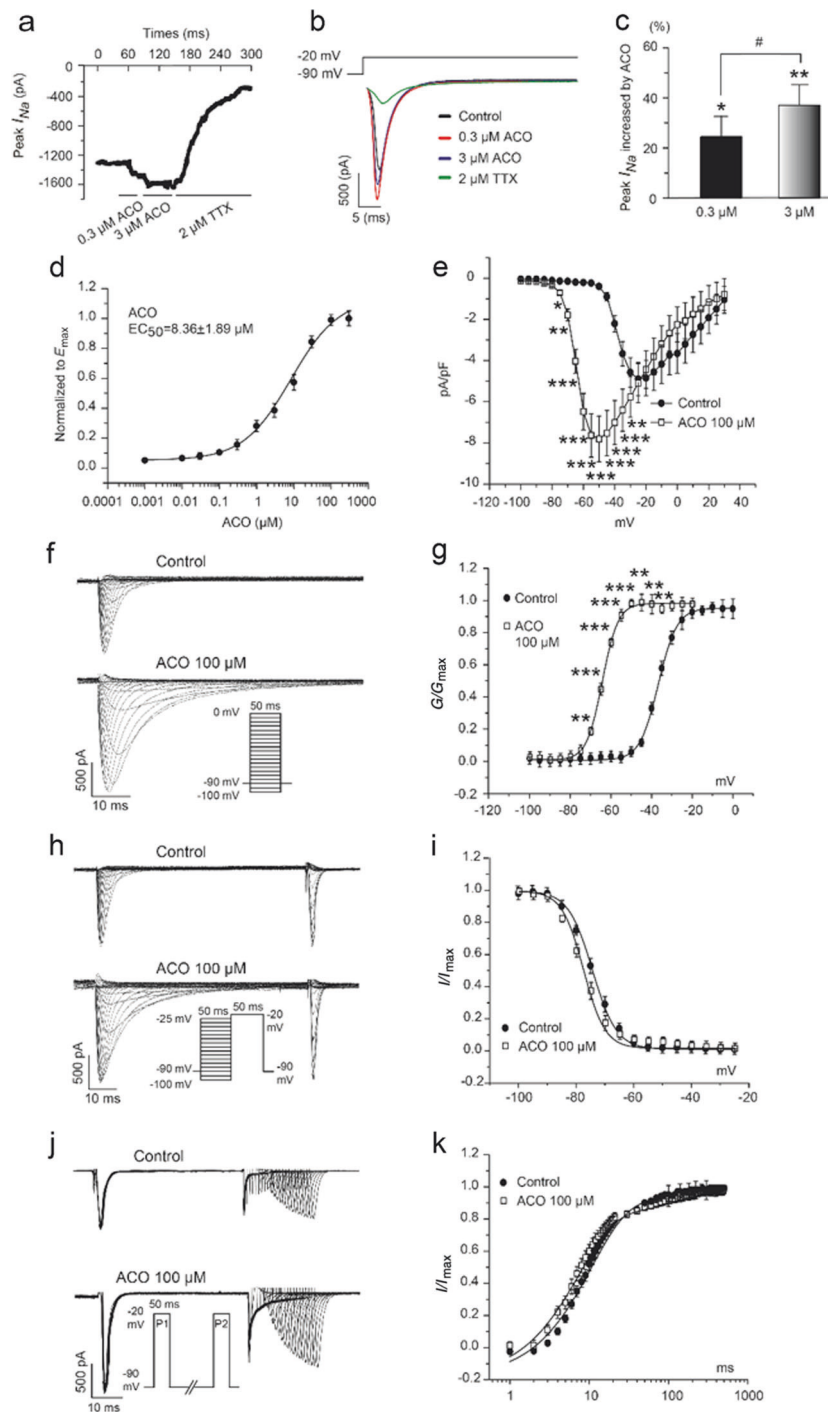 a
Times (ms)
0 60 120 180 240 300
Peak INa (pA)
0
-400
-800
-1200
-1600
0.3 µM ACO
3 µM ACO
2 µM TTX
b
-20 mV
-90 mV
Control
0.3 µM ACO
3 µM ACO
2 µM TTX
500 (pA)
5 (ms)
c
(%)
Peak INa increased by ACO
60
40
20
0
#
*
**
0.3 µM 3 µM
d
Normalized to Emax
1.2
1.0
0.8
0.6
0.4
0.2
0.0
ACO
EC50=8.36±1.89 µM
0.0001 0.001 0.01 0.1 1 10 100 1000
ACO (µM)
e
pA/pF
0
-2
-4
-6
-8
-10
*
**
***
**
***
***
***
***
***
***
Control
ACO 100 µM
-120 -100 -80 -60 -40 -20 0 20 40
mV
f
Control
ACO 100 µM
500 pA
10 ms
50 ms
0 mV
-90 mV
-100 mV
g
G/Gmax
1.2
1.0
0.8
0.6
0.4
0.2
0.0
-0.2
Control
ACO
100 µM
**
**
**
***
***
***
***
**
mV
-120 -100 -80 -60 -40 -20 0
h
Control
ACO 100 µM
500 pA
10 ms
50 ms 50 ms
-25 mV
-20
mV
-90 mV
-100 mV
-90
mV
i
I/Imax
1.2
1.0
0.8
0.6
0.4
0.2
0.0
-0.2
Control
ACO 100 µM
mV
-100 -80 -60 -40 -20
j
Control
ACO 100 µM
500 pA
10 ms
50 ms
-20
mV
P1 P2
-90
mV
k
I/Imax
1.2
1.0
0.8
0.6
0.4
0.2
0.0
-0.2
Control
ACO 100 µM
ms
1 10 100 1000